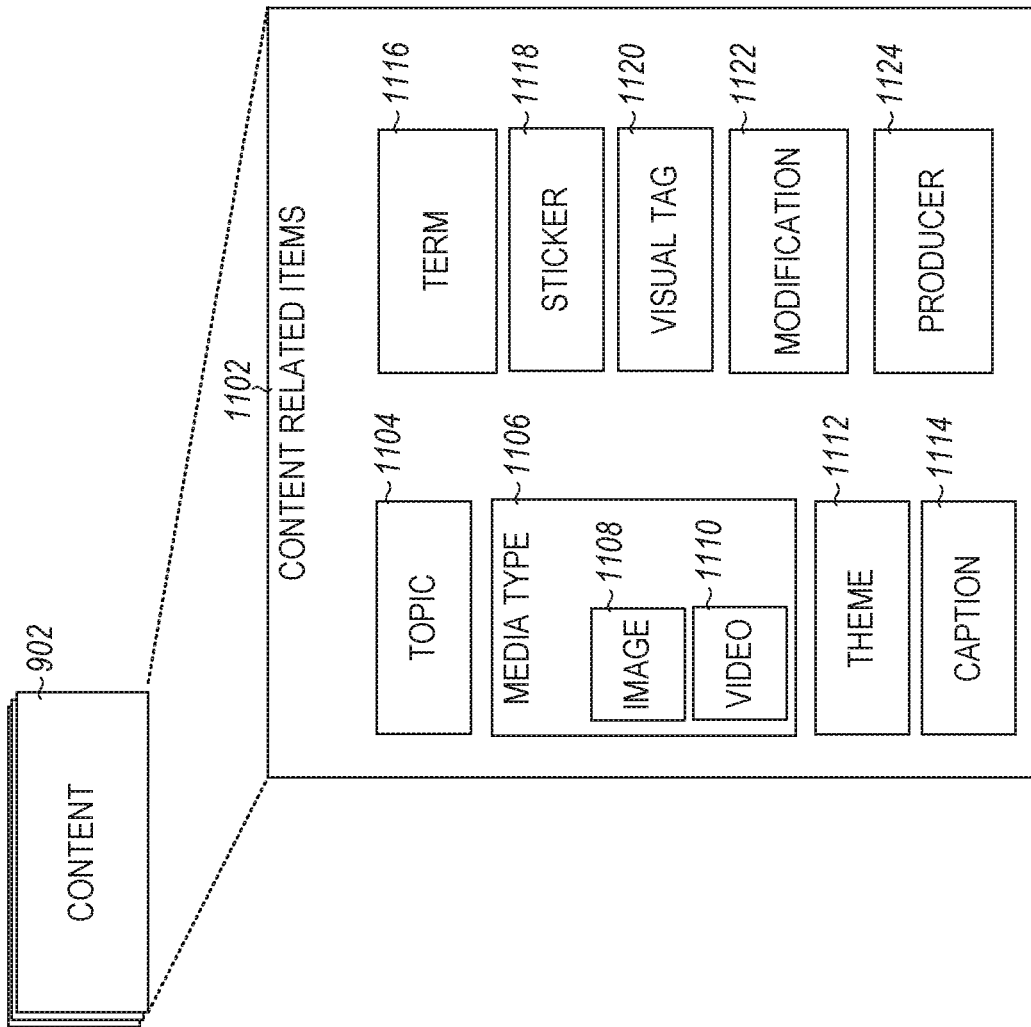 CONTENT
902
1102
CONTENT RELATED ITEMS
TOPIC
1104
MEDIA TYPE
1106
IMAGE
1108
VIDEO
1110
THEME
1112
CAPTION
1114
TERM
1116
STICKER
1118
VISUAL TAG
1120
MODIFICATION
1122
PRODUCER
1124